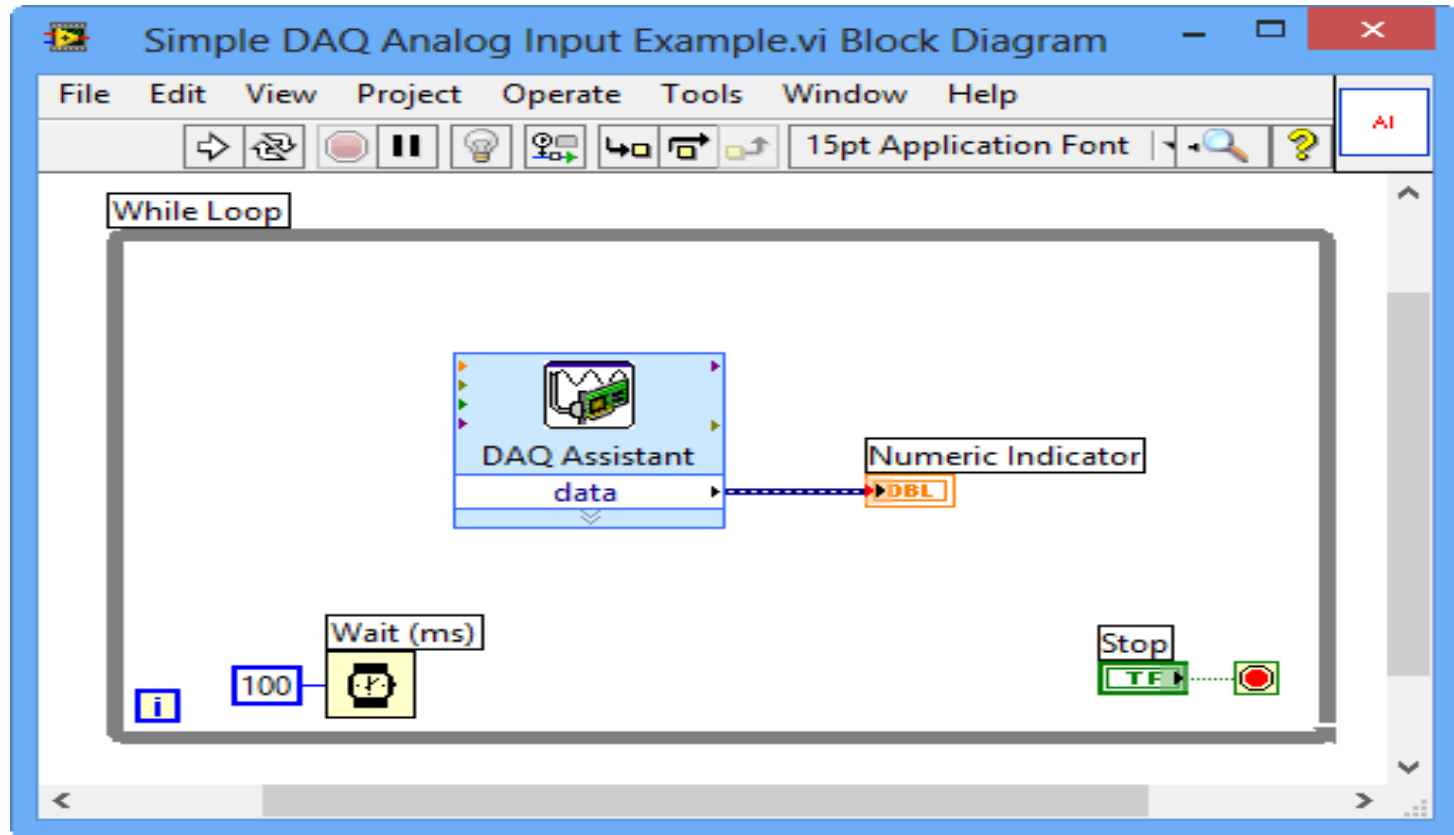 Simple DAQ Analog Input Example.vi Block Diagram
File Edit View Project Operate Tools Window Help
15pt Application Font
AI
While Loop
DAQ Assistant
data
Numeric Indicator
DBL
Wait (ms)
100
i
Stop
TF